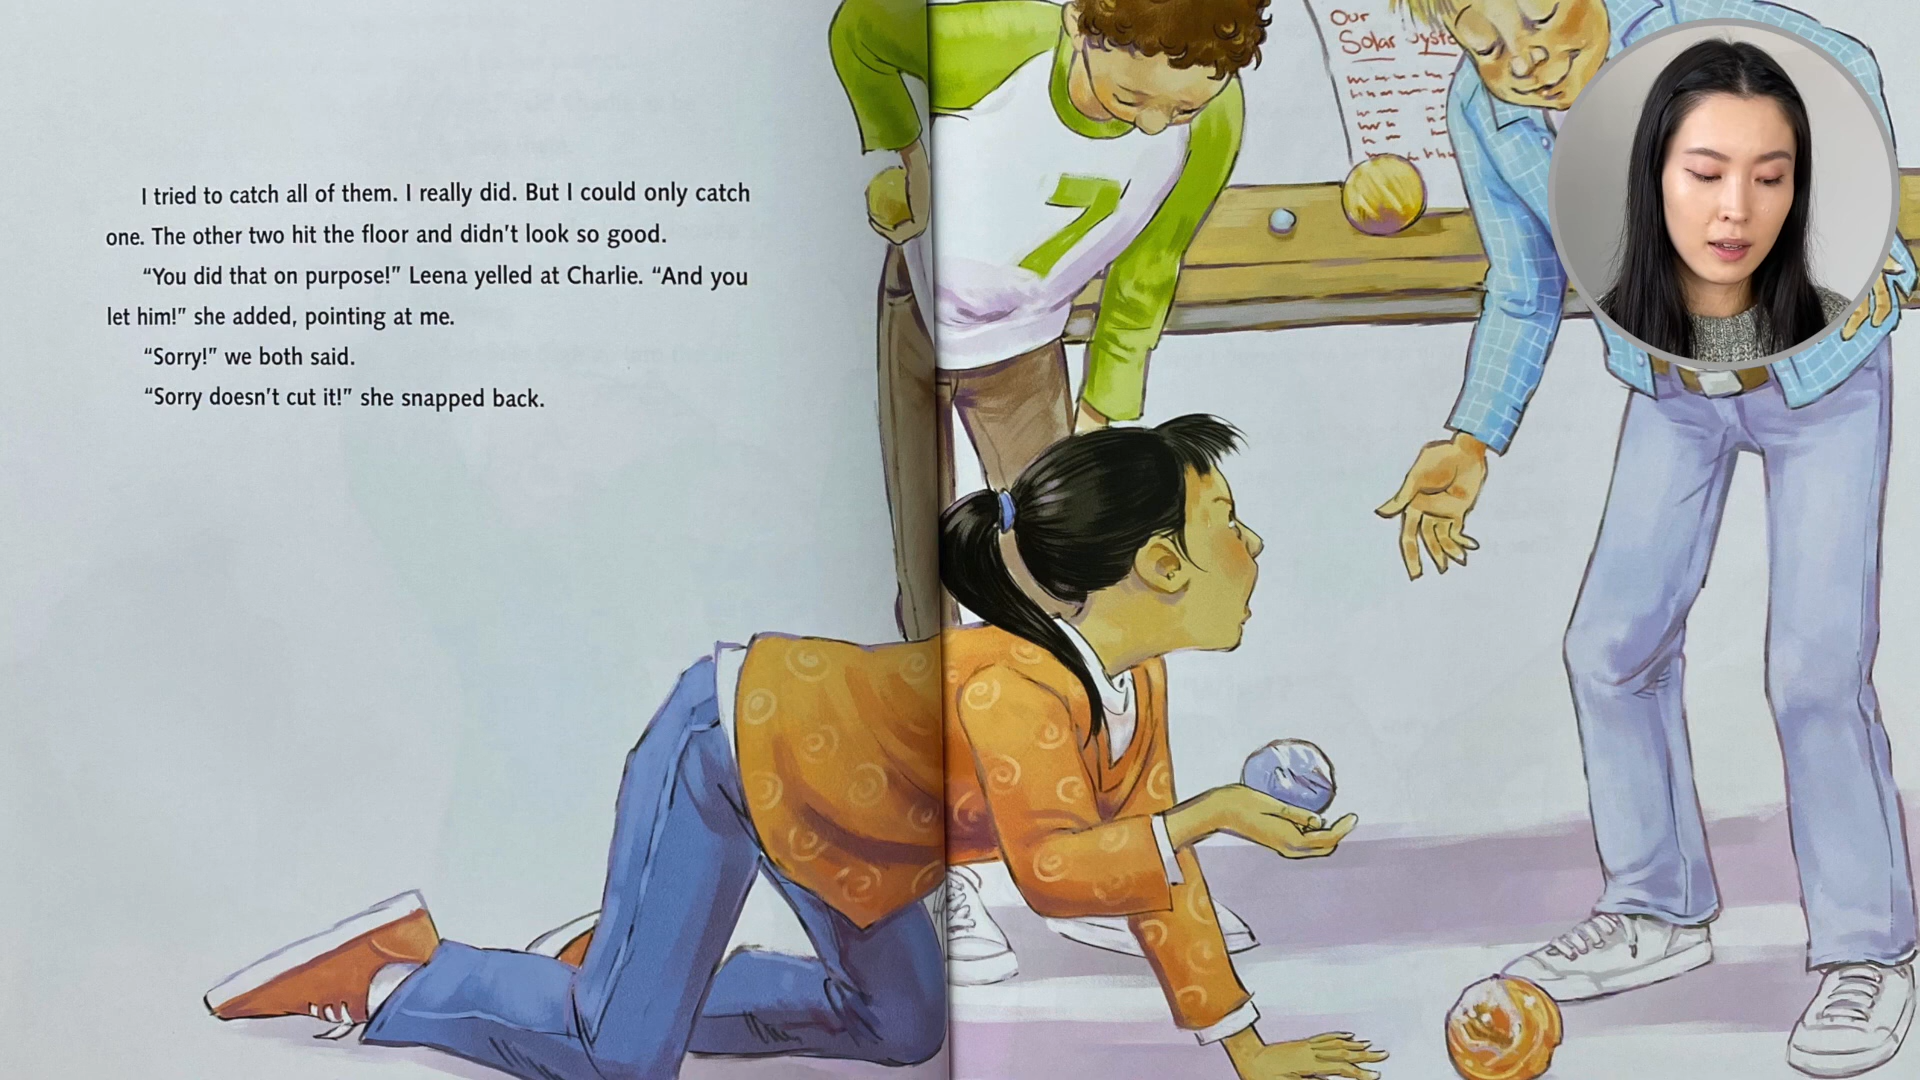 I tried to catch all of them. I really did. But I could only catch
one. The other two hit the floor and didn't look so good.
“You did that on purpose!” Leena yelled at Charlie. “And you
let him!” she added, pointing at me.
“Sorry!” we both said.
“Sorry doesn't cut it!” she snapped back.
Our
Solar Syste
7